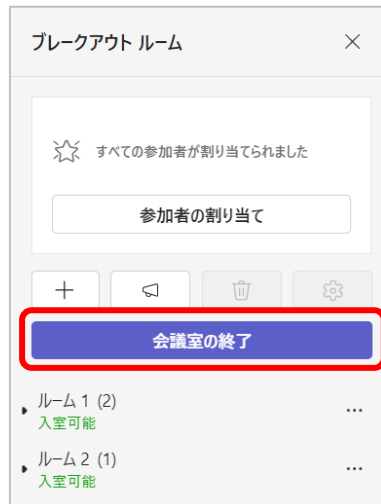 ブレークアウト ルーム
すべての参加者が割り当てられました
参加者の割り当て
会議室の終了
ルーム 1 (2)
入室可能
ルーム 2 (1)
入室可能